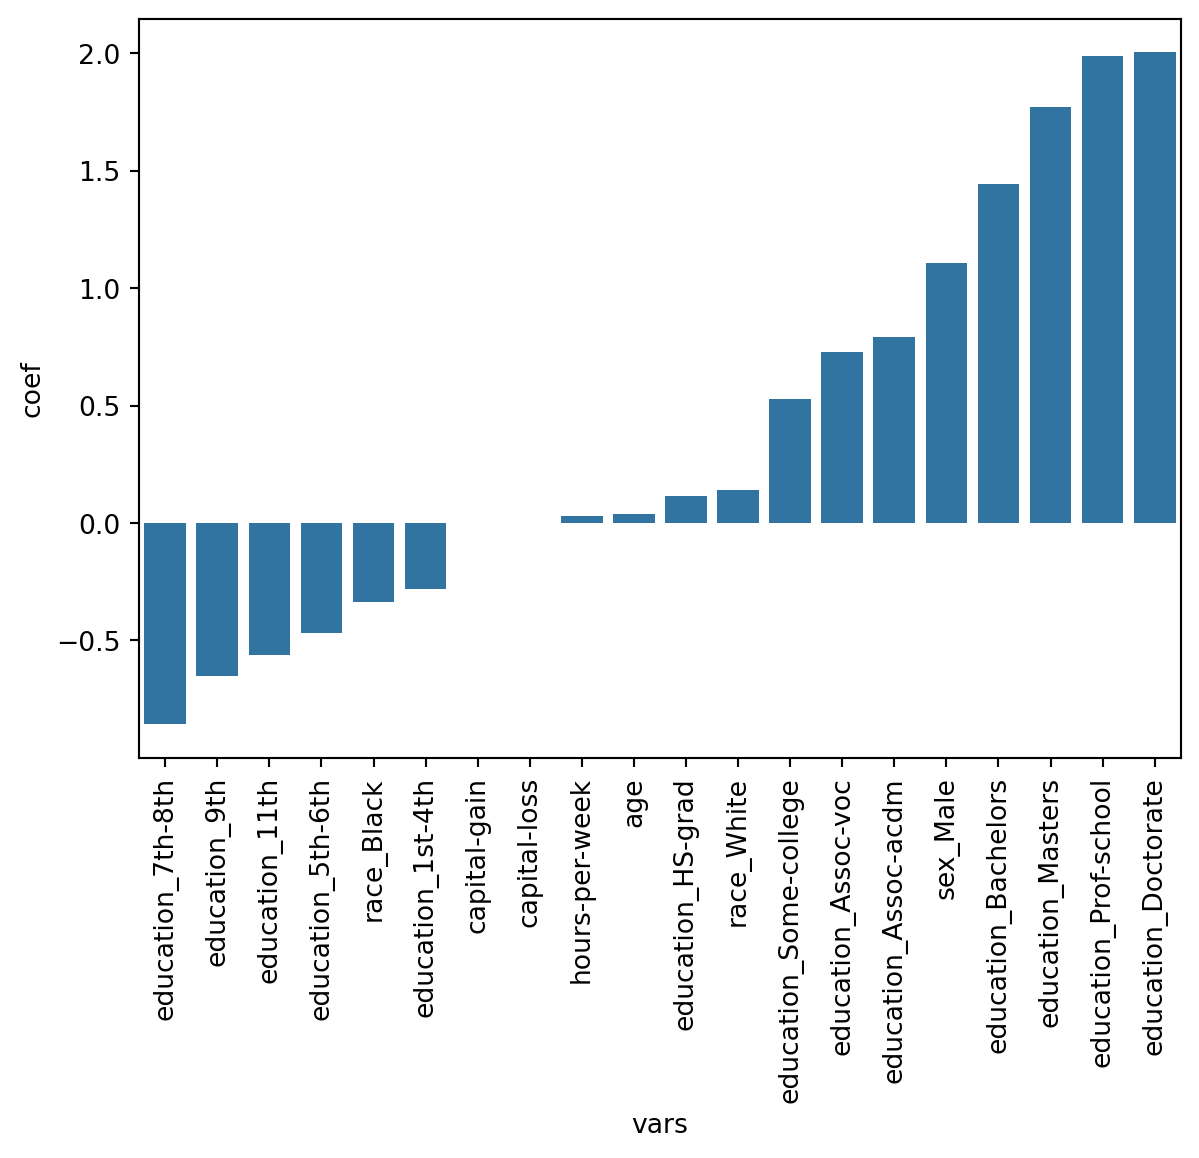 2.0
1.5
1.0
0.5
0.0
−0.5
coef
education_7th-8th
education_9th
education_11th
education_5th-6th
race_Black
education_1st-4th
capital-gain
capital-loss
hours-per-week
age
education_HS-grad
race_White
education_Some-college
education_Assoc-voc
education_Assoc-acdm
sex_Male
education_Bachelors
education_Masters
education_Prof-school
education_Doctorate
vars